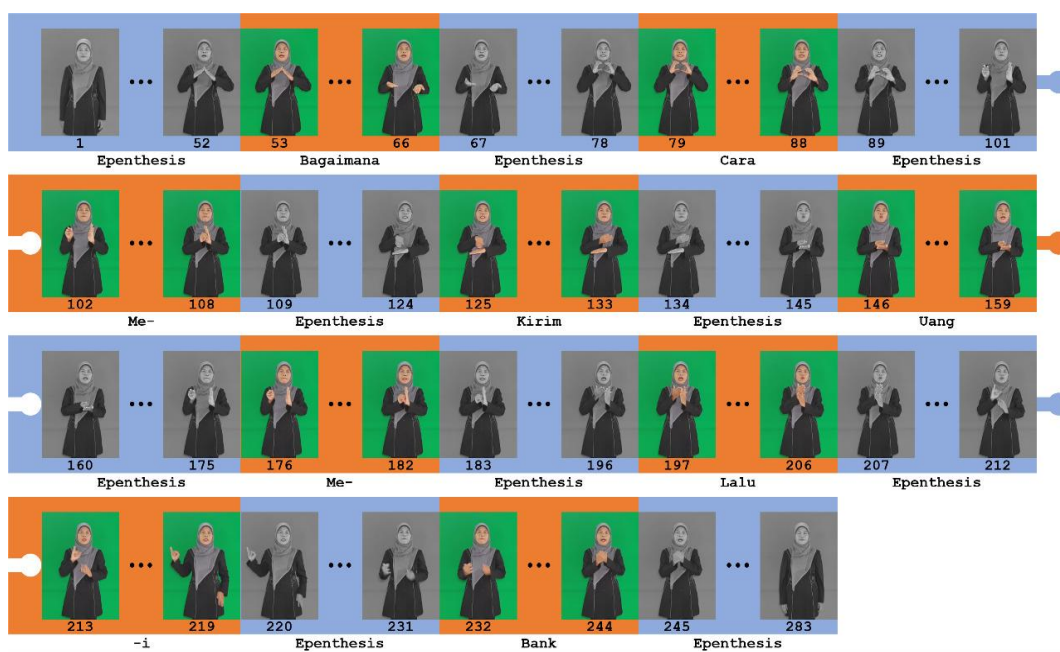 1 ... 52 53 ... 66 67 ... 78 79 ... 88 89 ... 101
Epenthesis Bagaimana Epenthesis Cara Epenthesis
102 ... 108 109 ... 124 125 ... 133 134 ... 145 146 ... 159
Me- Epenthesis Kirim Epenthesis Uang
160 ... 175 176 ... 182 183 ... 196 197 ... 206 207 ... 212
Epenthesis Me- Epenthesis Lalu Epenthesis
213 ... 219 220 ... 231 232 ... 244 245 ... 283
-i Epenthesis Bank Epenthesis